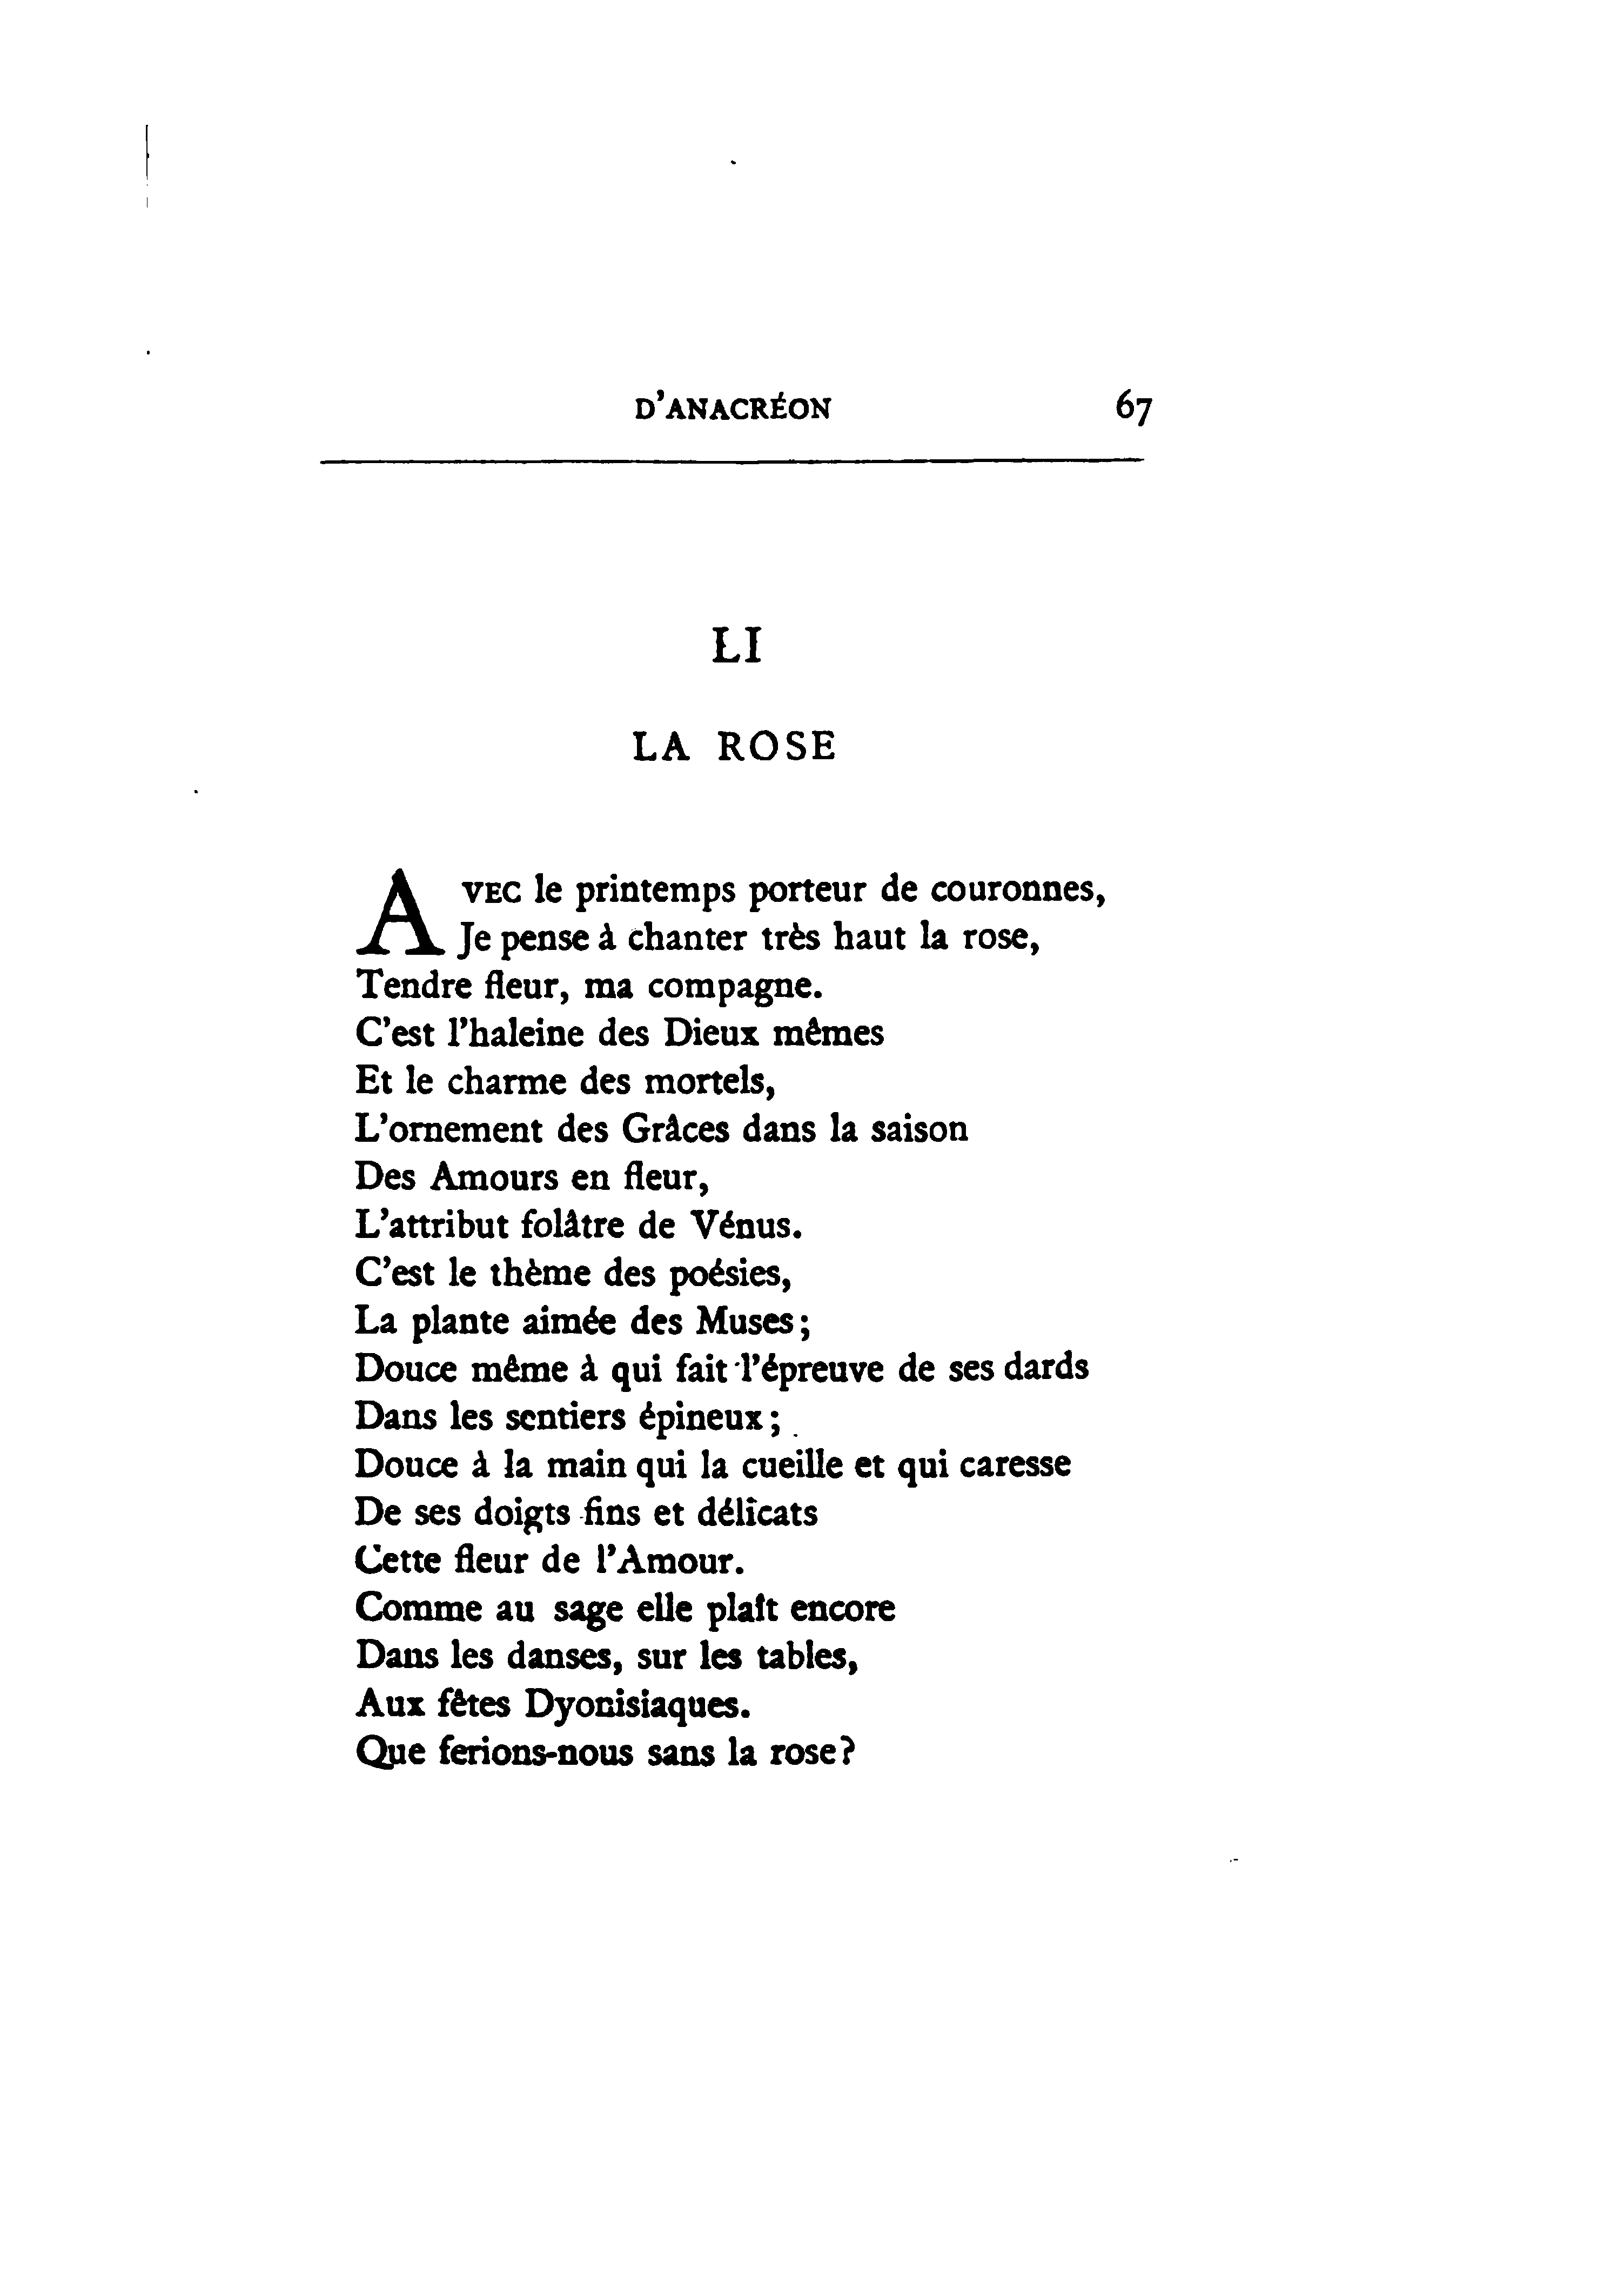 D'ANACRÉON 67
LI
LA ROSE
AVEC le printemps porteur de couronnes,
Je pense à chanter très haut la rose,
Tendre fleur, ma compagne.
C'est l'haleine des Dieux mêmes
Et le charme des mortels,
L'ornement des Grâces dans la saison
Des Amours en fleur,
L'attribut folâtre de Vénus.
C'est le thème des poésies,
La plante aimée des Muses;
Douce même à qui fait l'épreuve de ses dards
Dans les sentiers épineux;
Douce à la main qui la cueille et qui caresse
De ses doigts fins et délicats
Cette fleur de l'Amour.
Comme au sage elle plaît encore
Dans les danses, sur les tables,
Aux fêtes Dyonisiaques.
Que ferions-nous sans la rose?